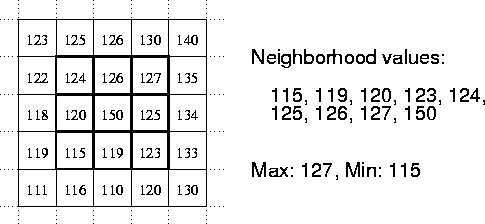 123 125 126 130 140
122 124 126 127 135
118 120 150 125 134
119 115 119 123 133
111 116 110 120 130
Neighborhood values:
115, 119, 120, 123, 124,
125, 126, 127, 150
Max: 127, Min: 115